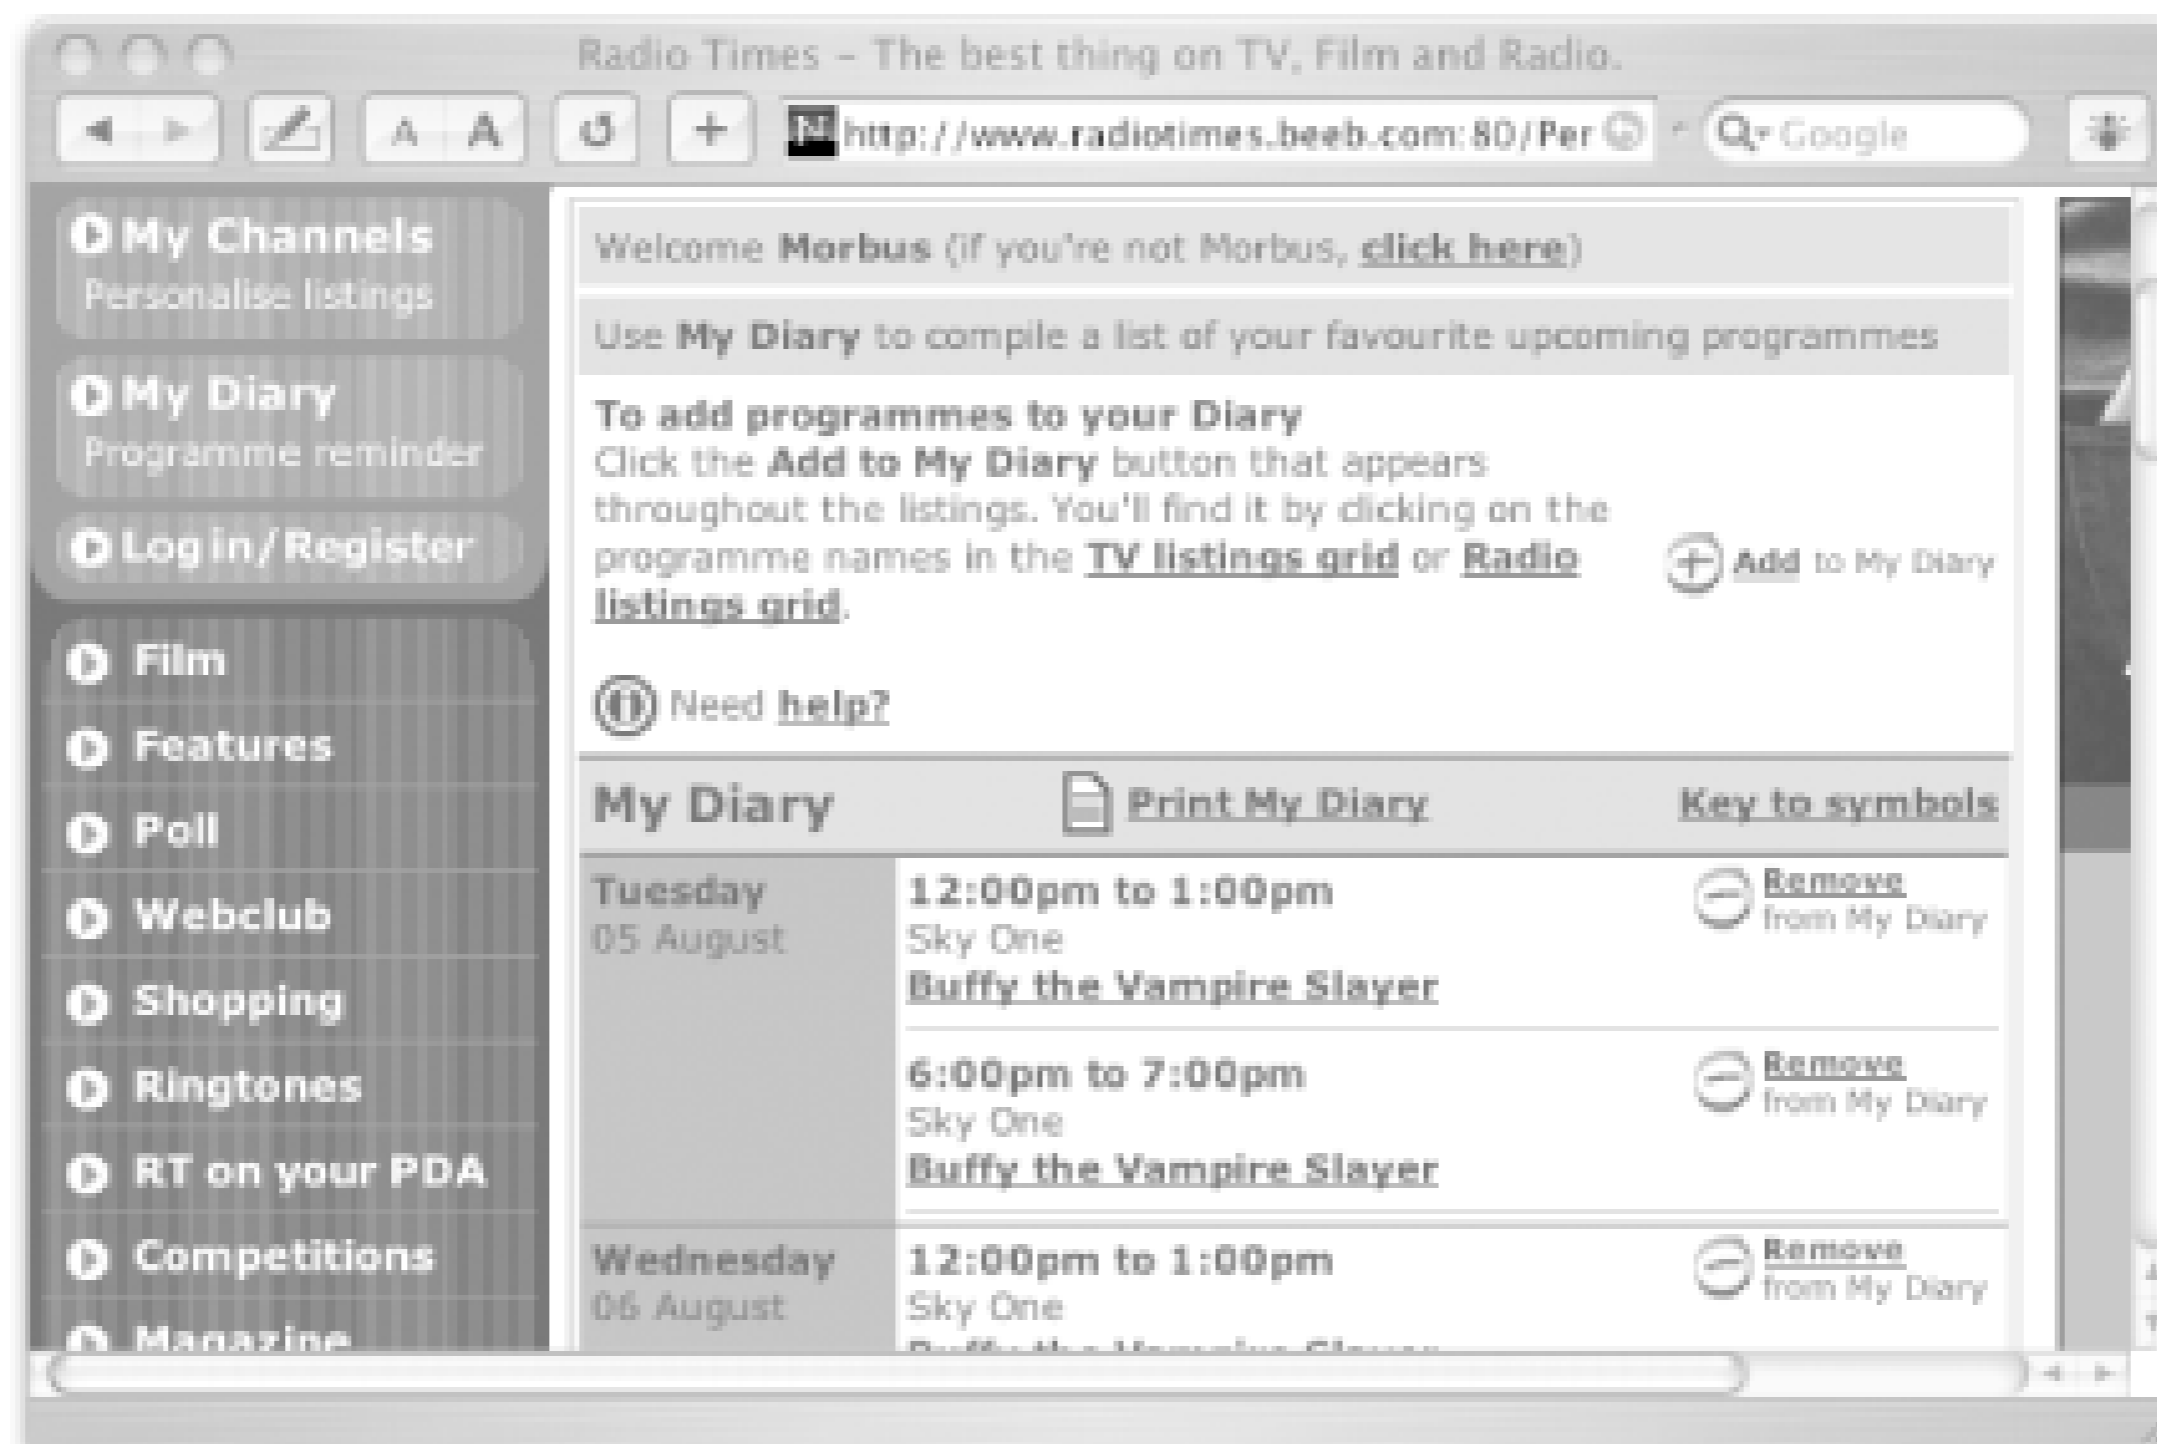 Radio Times – The best thing on TV, Film and Radio.
A A
http://www.radiotimes.beeb.com:80/Per
Google
My Channels
Personalise listings
My Diary
Programme reminder
Login/Register
Film
Features
Poll
Webclub
Shopping
Ringtones
RT on your PDA
Competitions
Magazine
Welcome Morbus (if you're not Morbus, click here)
Use My Diary to compile a list of your favourite upcoming programmes
To add programmes to your Diary
Click the Add to My Diary button that appears
throughout the listings. You'll find it by clicking on the
programme names in the TV listings grid or Radio
listings grid.
Add to My Diary
Need help?
My Diary
Print My Diary
Key to symbols
Tuesday
05 August
12:00pm to 1:00pm
Sky One
Buffy the Vampire Slayer
Remove
from My Diary
6:00pm to 7:00pm
Sky One
Buffy the Vampire Slayer
Remove
from My Diary
Wednesday
06 August
12:00pm to 1:00pm
Sky One
Buffy the Vampire Slayer
Remove
from My Diary